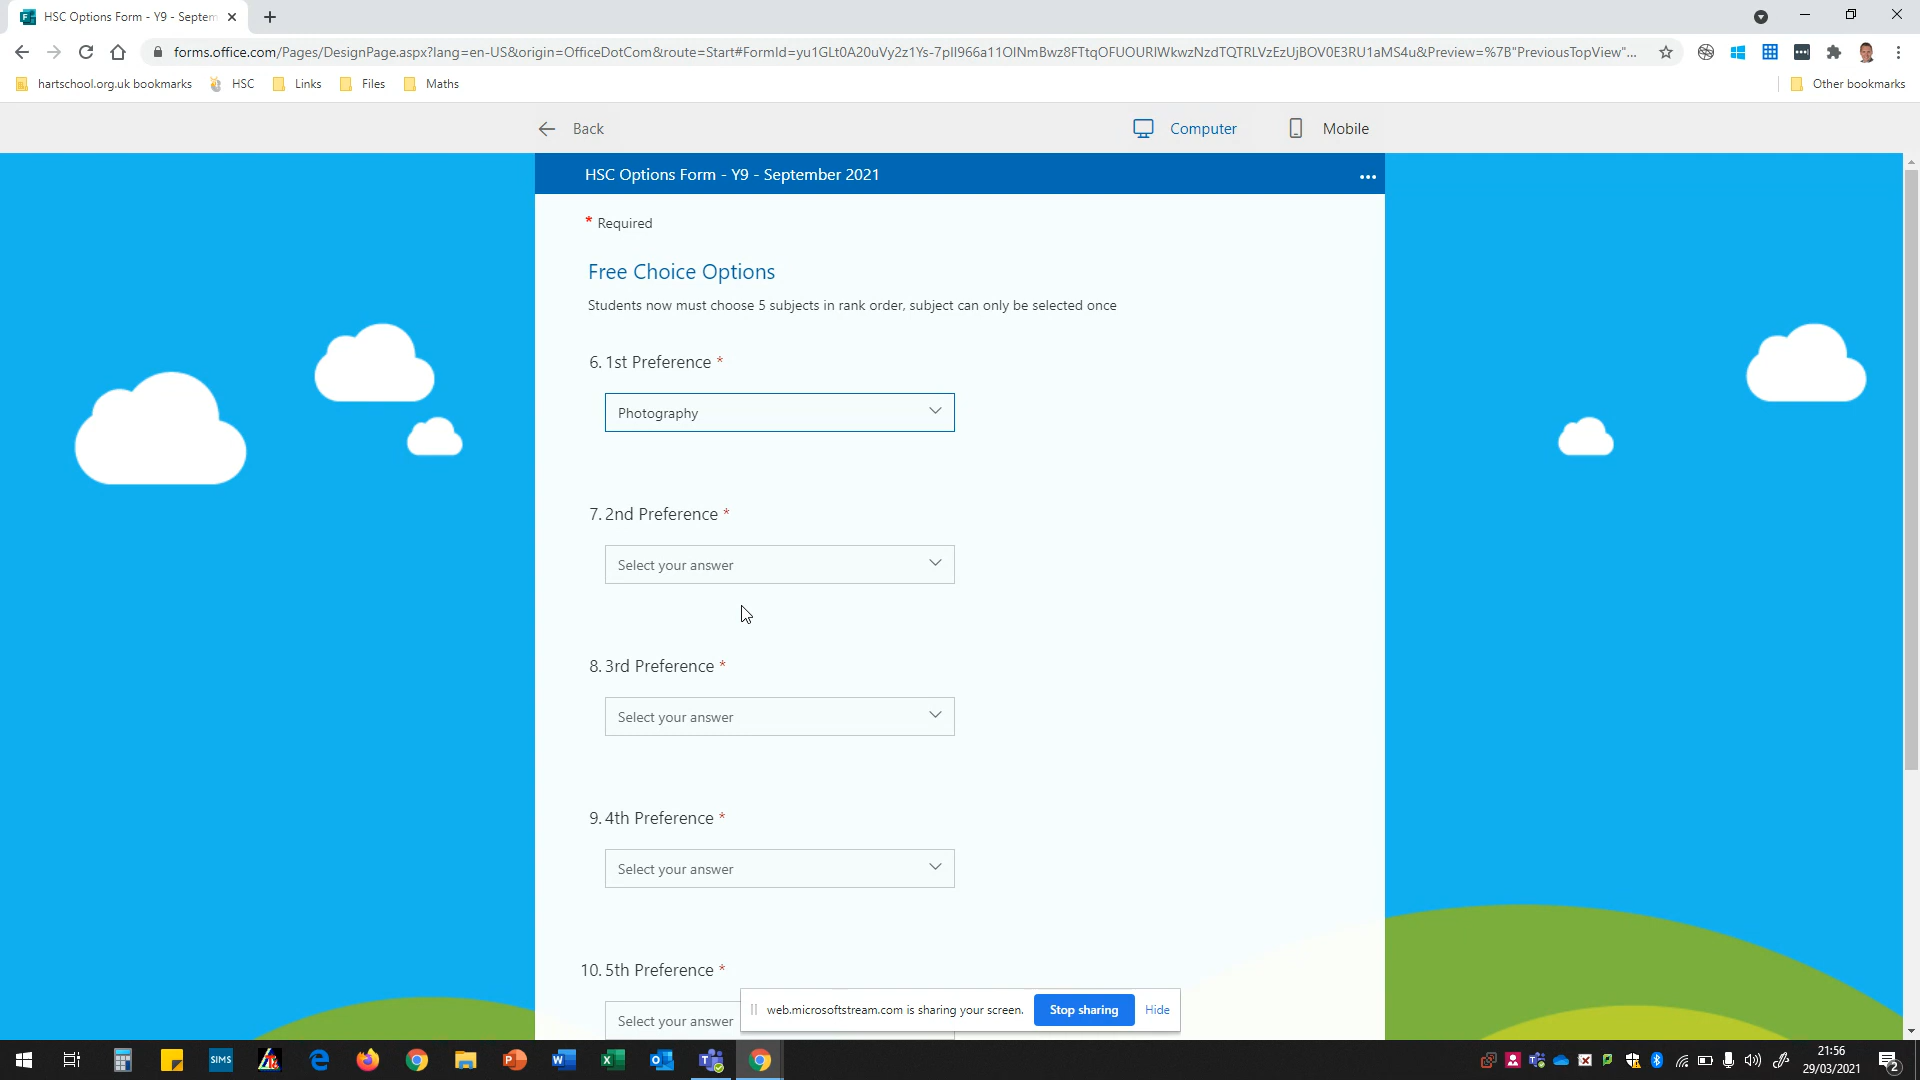 HSC Options Form - Y9 - Septem
forms.office.com/Pages/DesignPage.aspx?lang=en-US&origin=OfficeDotCom&route=Start#FormId=yu1GLt0A20uVy2z1Ys-7pII966a11OlNmBwz8FTtqOFUOURIWkwzNzdTQTRLVzEzUjBOV0E3RU1aMS4u&Preview=%7B"PreviousTopView"...
hartschool.org.uk bookmarks HSC Links Files Maths Other bookmarks
Back Computer Mobile
HSC Options Form - Y9 - September 2021
* Required
Free Choice Options
Students now must choose 5 subjects in rank order, subject can only be selected once
6. 1st Preference *
Photography
7. 2nd Preference *
Select your answer
8. 3rd Preference *
Select your answer
9. 4th Preference *
Select your answer
10. 5th Preference *
Select your answer
web.microsoftstream.com is sharing your screen. Stop sharing Hide
SIMS
21:56
29/03/2021
2